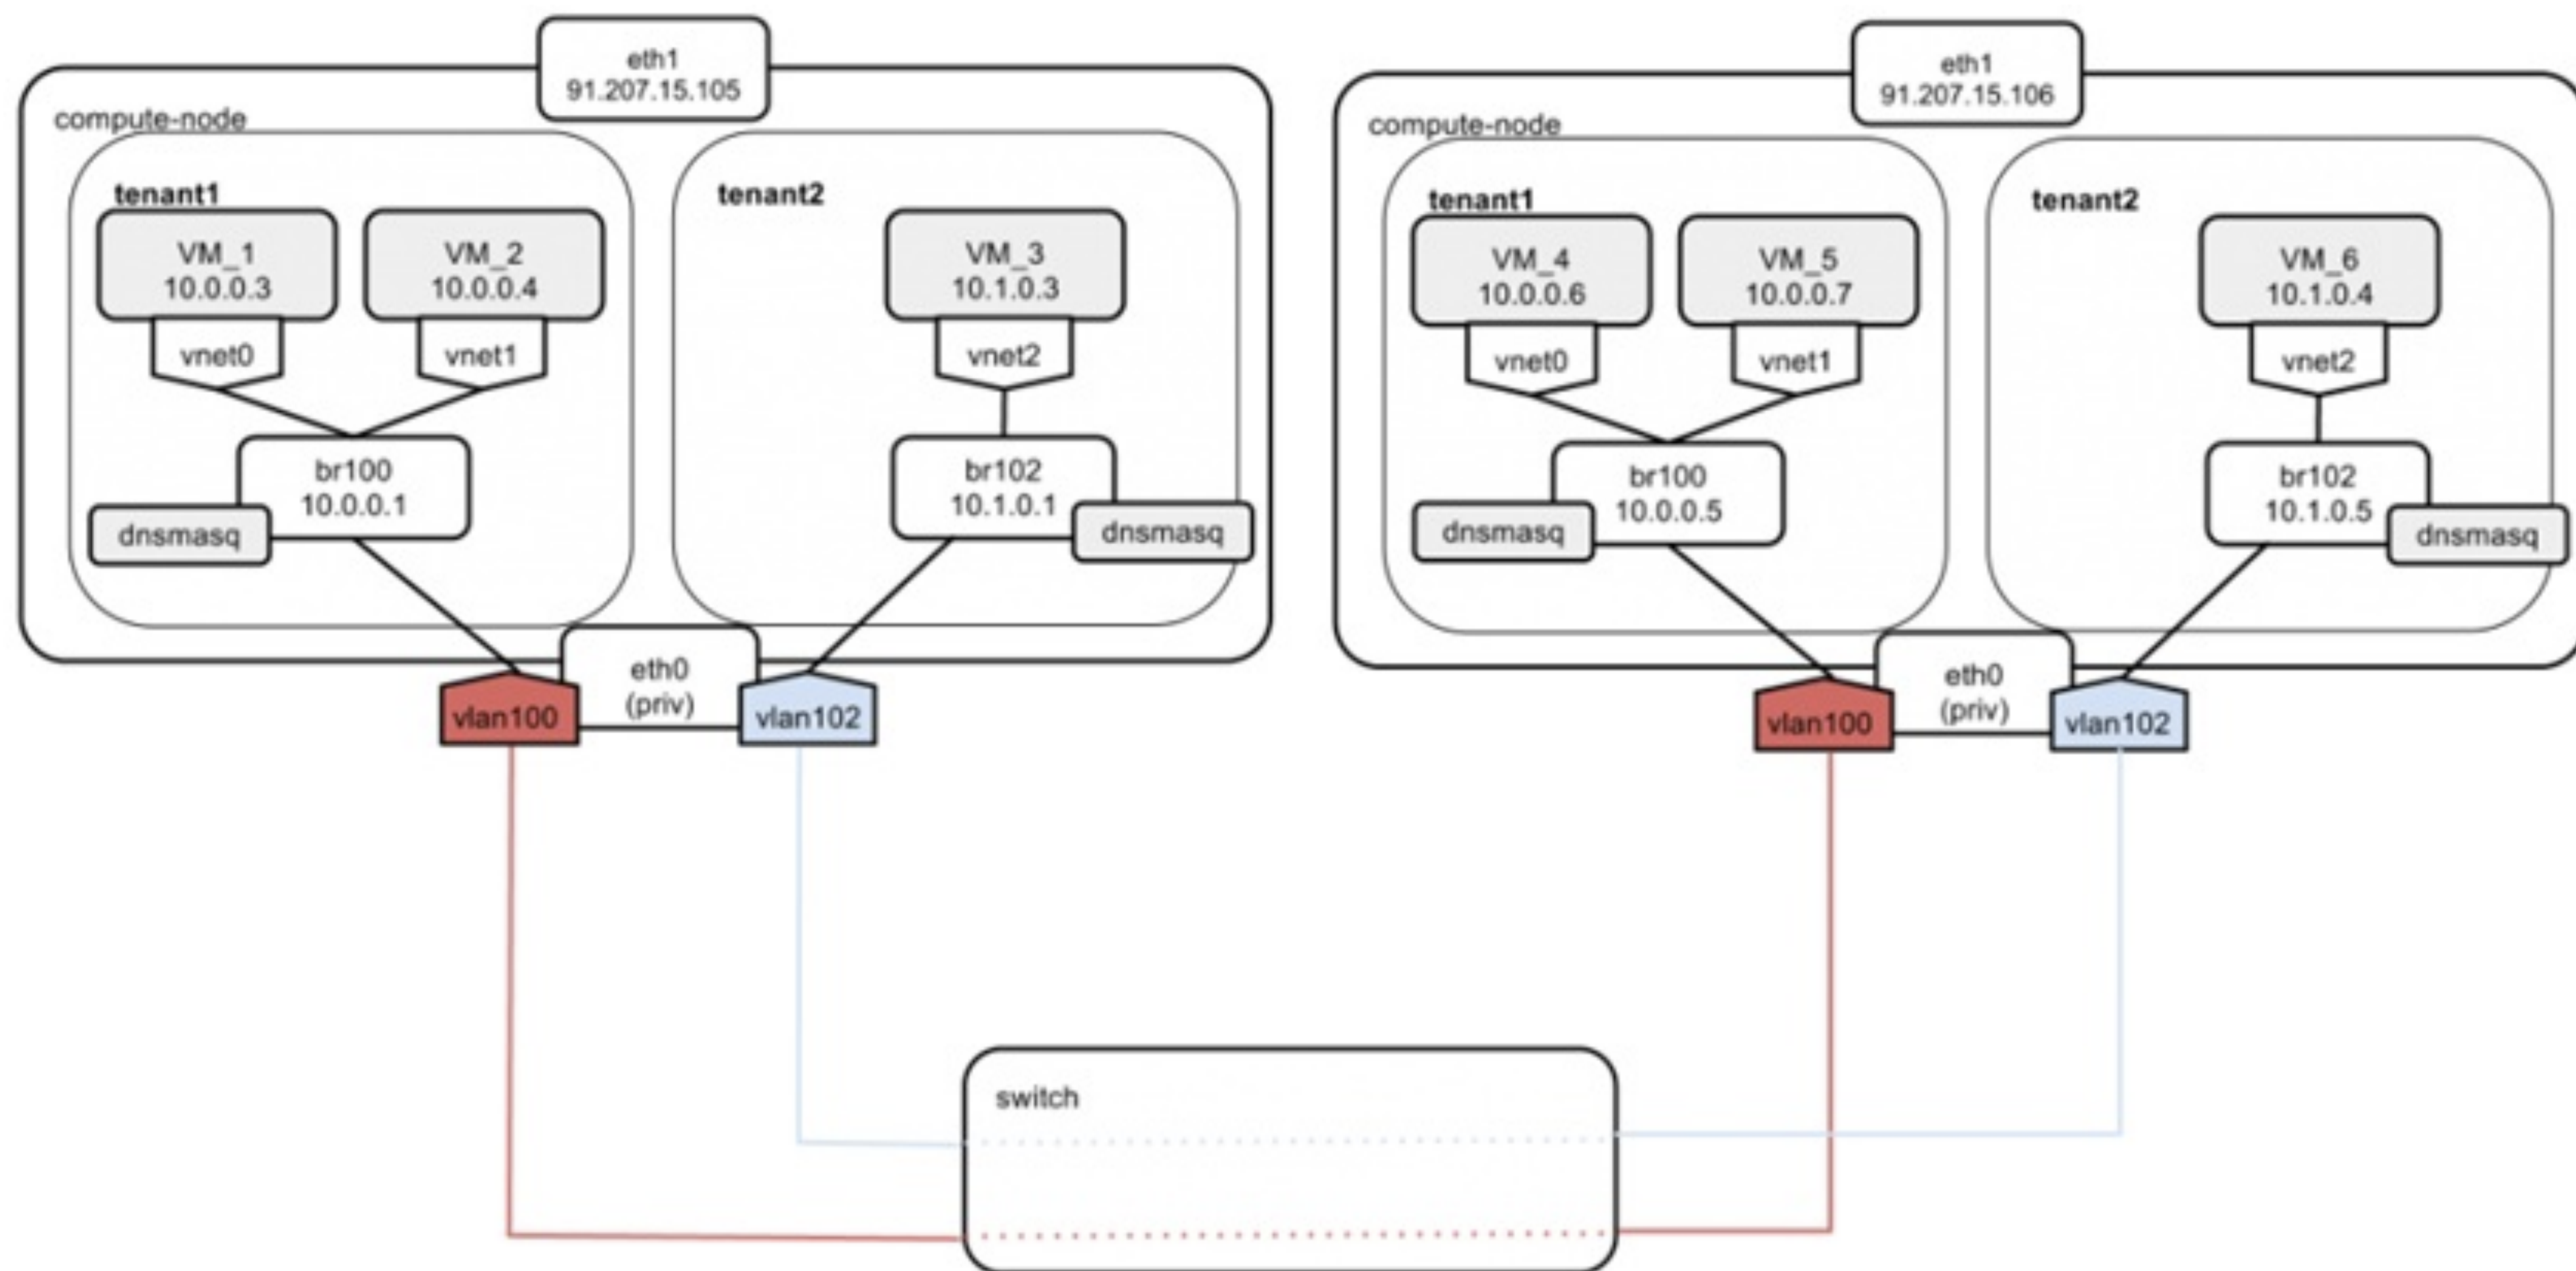 eth1
91.207.15.105
compute-node
tenant1
VM_1
10.0.0.3
VM_2
10.0.0.4
vnet0
vnet1
br100
10.0.0.1
dnsmasq
tenant2
VM_3
10.1.0.3
vnet2
br102
10.1.0.1
dnsmasq
vlan100
eth0
(priv)
vlan102
eth1
91.207.15.106
compute-node
tenant1
VM_4
10.0.0.6
VM_5
10.0.0.7
vnet0
vnet1
br100
10.0.0.5
dnsmasq
tenant2
VM_6
10.1.0.4
vnet2
br102
10.1.0.5
dnsmasq
vlan100
eth0
(priv)
vlan102
switch